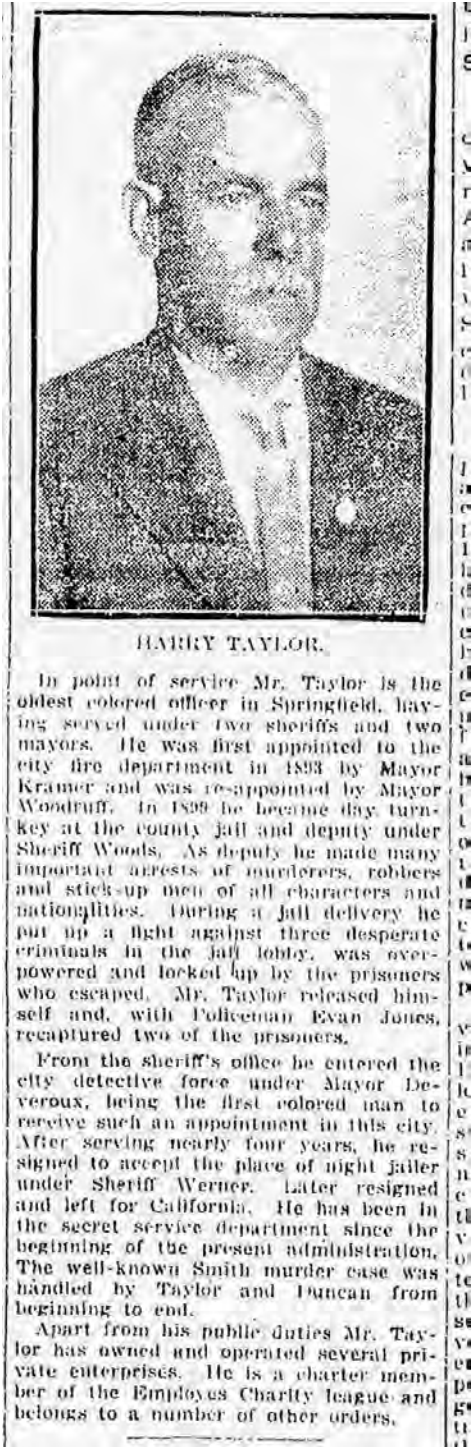 HARRY TAYLOR.
In point of service Mr. Taylor is the
oldest colored officer in Springfield, hav-
ing served under two sheriffs and two
mayors. He was first appointed to the
city fire department in 1893 by Mayor
Kramer and was re-appointed by Mayor
Woodruff. In 1899 he became day turn-
key at the county jail and deputy under
Sheriff Woods. As deputy he made many
important arrests of murderers, robbers
and stick-up men of all characters and
nationalities. During a jail delivery he
put up a fight against three desperate
criminals in the jail lobby, was over-
powered and locked up by the prisoners
who escaped. Mr. Taylor released him-
self and, with Policeman Evan Jones,
recaptured two of the prisoners.
From the sheriff's office he entered the
city detective force under Mayor De-
veroux, being the first colored man to
receive such an appointment in this city.
After serving nearly four years, he re-
signed to accept the place of night jailer
under Sheriff Werner. Later resigned
and left for California. He has been in
the secret service department since the
beginning of the present administration.
The well-known Smith murder case was
handled by Taylor and Duncan from
beginning to end.
Apart from his public duties Mr. Tay-
lor has owned and operated several pri-
vate enterprises. He is a charter mem-
ber of the Employes Charity league and
belongs to a number of other orders.